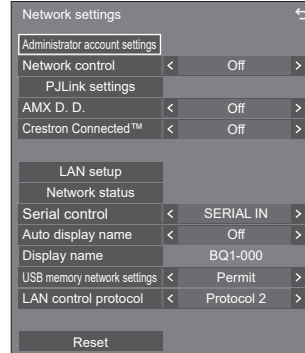 Network settings
Administrator account settings
Network control < Off >
PJLink settings
AMX D. D. < Off >
Crestron Connected™ < Off >
LAN setup
Network status
Serial control < SERIAL IN >
Auto display name < Off >
Display name BQ1-000
USB memory network settings < Permit >
LAN control protocol < Protocol 2 >
Reset